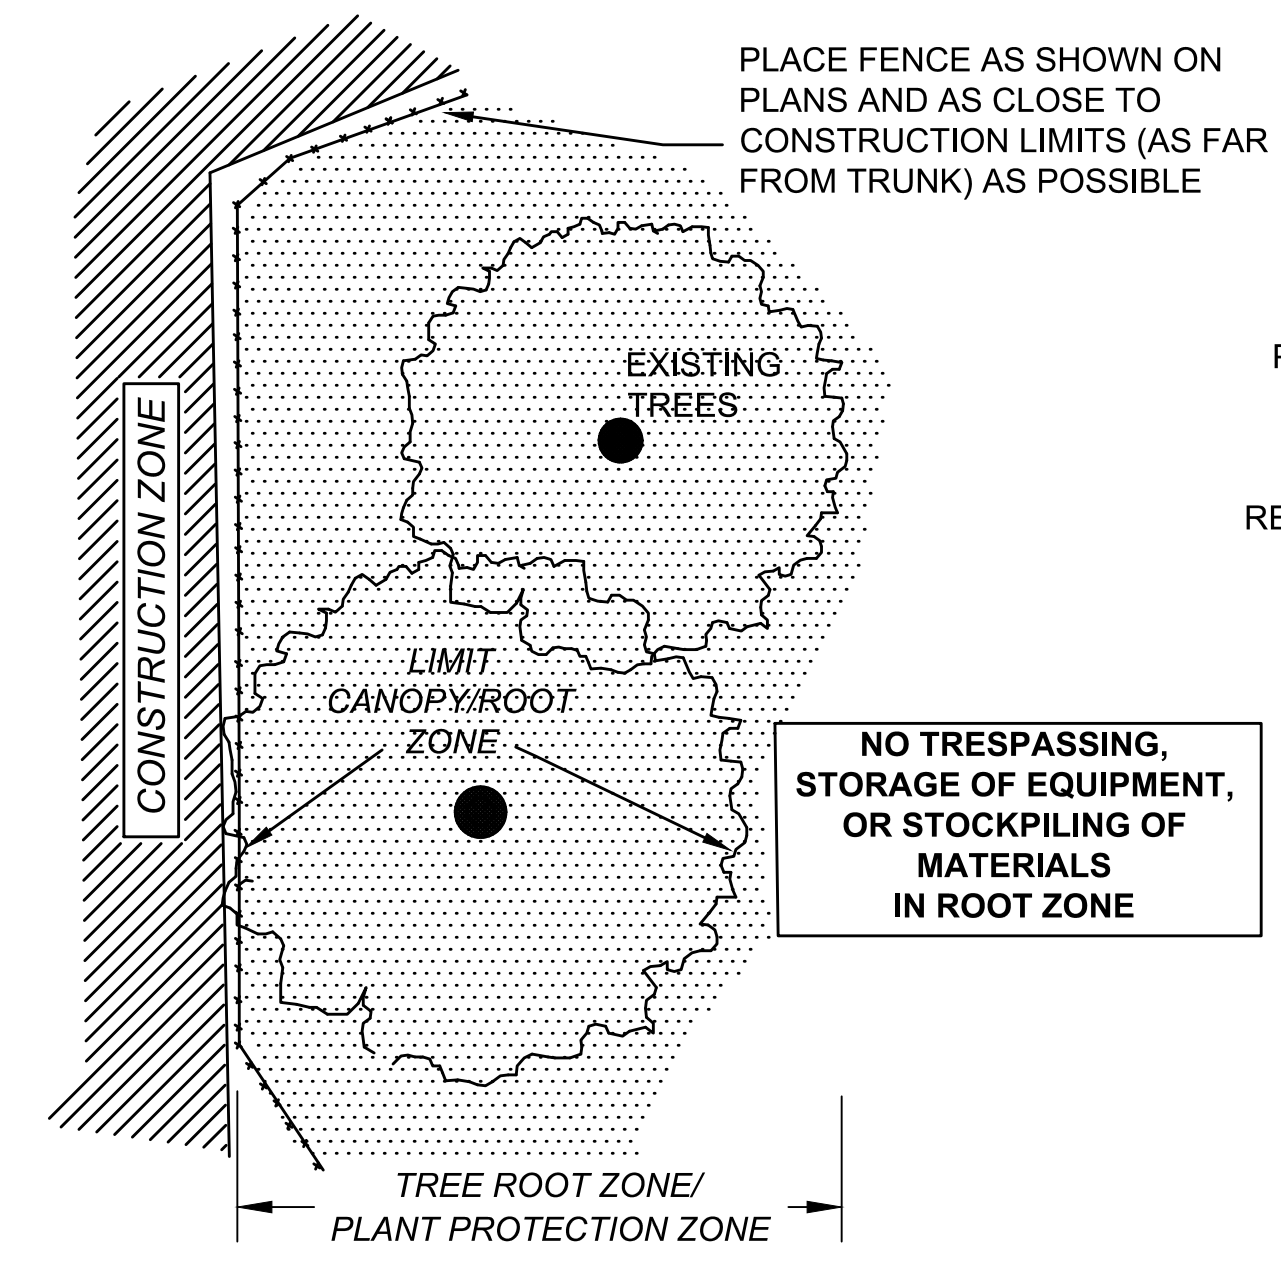 PLACE FENCE AS SHOWN ON
PLANS AND AS CLOSE TO
CONSTRUCTION LIMITS (AS FAR
FROM TRUNK) AS POSSIBLE
EXISTING
TREES
CONSTRUCTION ZONE
RE
LIMIT
CANOPY/ROOT
ZONE
NO TRESPASSING,
STORAGE OF EQUIPMENT,
OR STOCKPILING OF
MATERIALS
IN ROOT ZONE
TREE ROOT ZONE/
PLANT PROTECTION ZONE